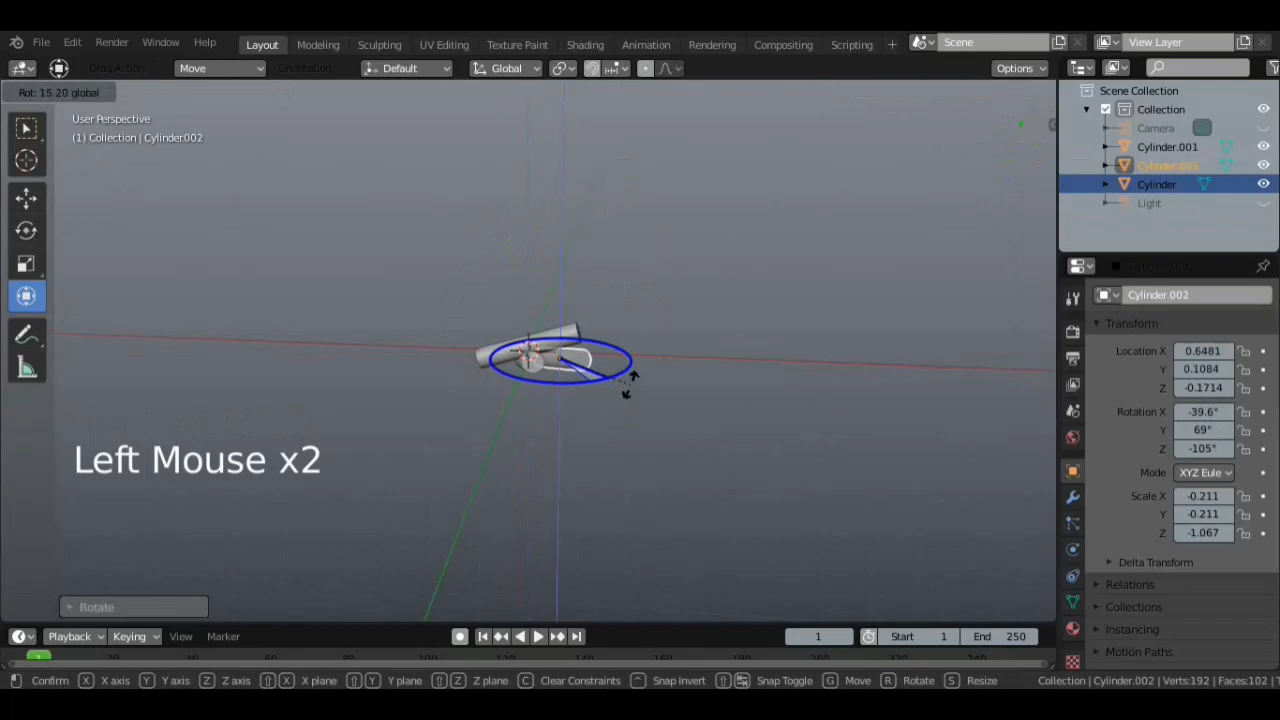 File Edit Render Window Help Layout Modeling Sculpting UV Editing Texture Paint Shading Animation Rendering Compositing Scripting Scene View Layer
Drag Action Move Orientation Default Global Options
Rot: 15.20 global
User Perspective
(1) Collection | Cylinder.002
Scene Collection
Collection
Camera
Cylinder.001
Cylinder.002
Cylinder
Light
Cylinder.002
Transform
Location X 0.6481
Y 0.1084
Z -0.1714
Rotation X -39.6°
Y 69°
Z -105°
Mode XYZ Eule
Scale X -0.211
Y -0.211
Z -1.067
Delta Transform
Relations
Collections
Instancing
Motion Paths
Left Mouse x2
Rotate
Playback Keying View Marker 1 Start 1 End 250
Confirm X X axis Y Y axis Z Z axis X X plane Y Y plane Z Z plane C Clear Constraints Snap Invert Snap Toggle G Move R Rotate S Resize Collection | Cylinder.002 | Verts:192 | Faces:102 |